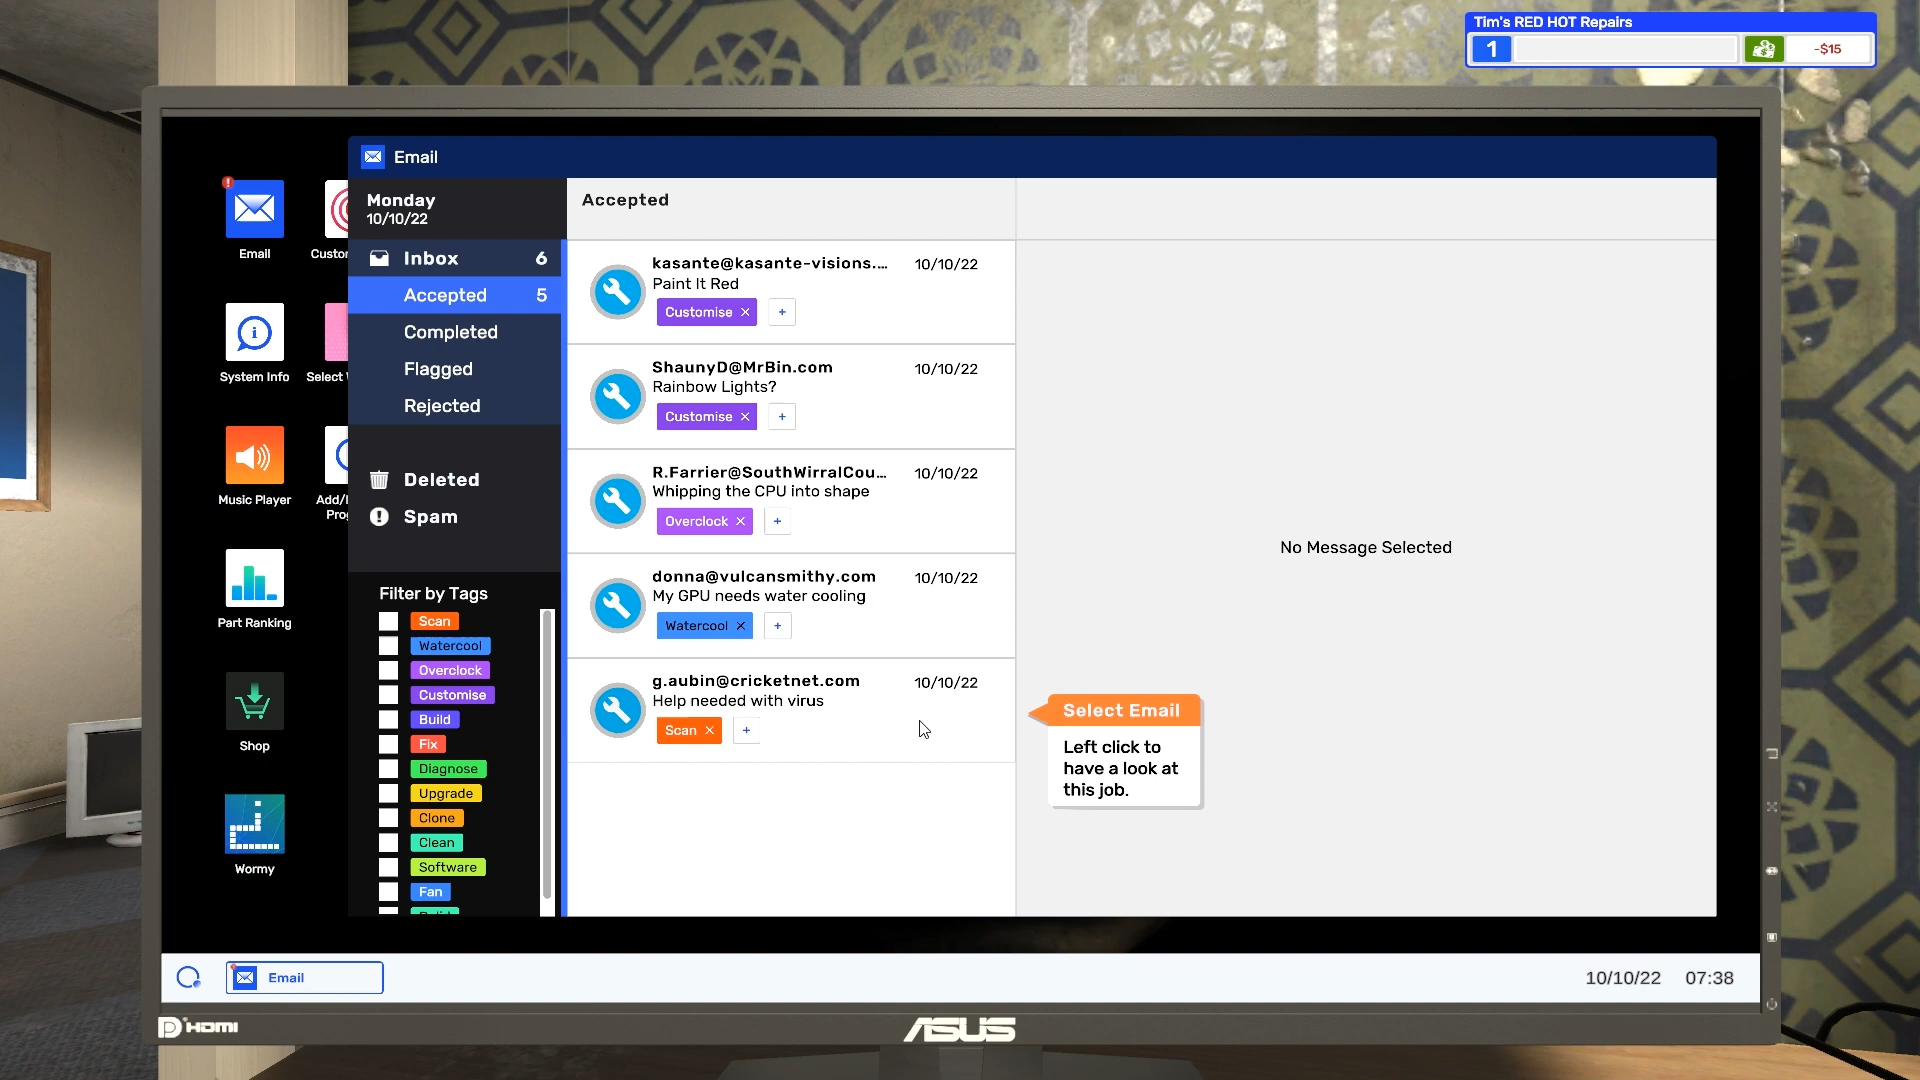 Tim's RED HOT Repairs
1
-$15
Email
Monday
10/10/22
Inbox 6
Accepted 5
Completed
Flagged
Rejected
Deleted
Spam
Filter by Tags
Scan
Watercool
Overclock
Customise
Build
Fix
Diagnose
Upgrade
Clone
Clean
Software
Fan
Email
System Info
Music Player
Part Ranking
Shop
Wormy
Accepted
kasante@kasante-visions.... 10/10/22
Paint It Red
Customise × +
ShaunyD@MrBin.com 10/10/22
Rainbow Lights?
Customise × +
R.Farrier@SouthWirralCou... 10/10/22
Whipping the CPU into shape
Overclock × +
donna@vulcansmithy.com 10/10/22
My GPU needs water cooling
Watercool × +
g.aubin@cricketnet.com 10/10/22
Help needed with virus
Scan × +
No Message Selected
Select Email
Left click to
have a look at
this job.
Email
10/10/22 07:38
HDMI
ASUS